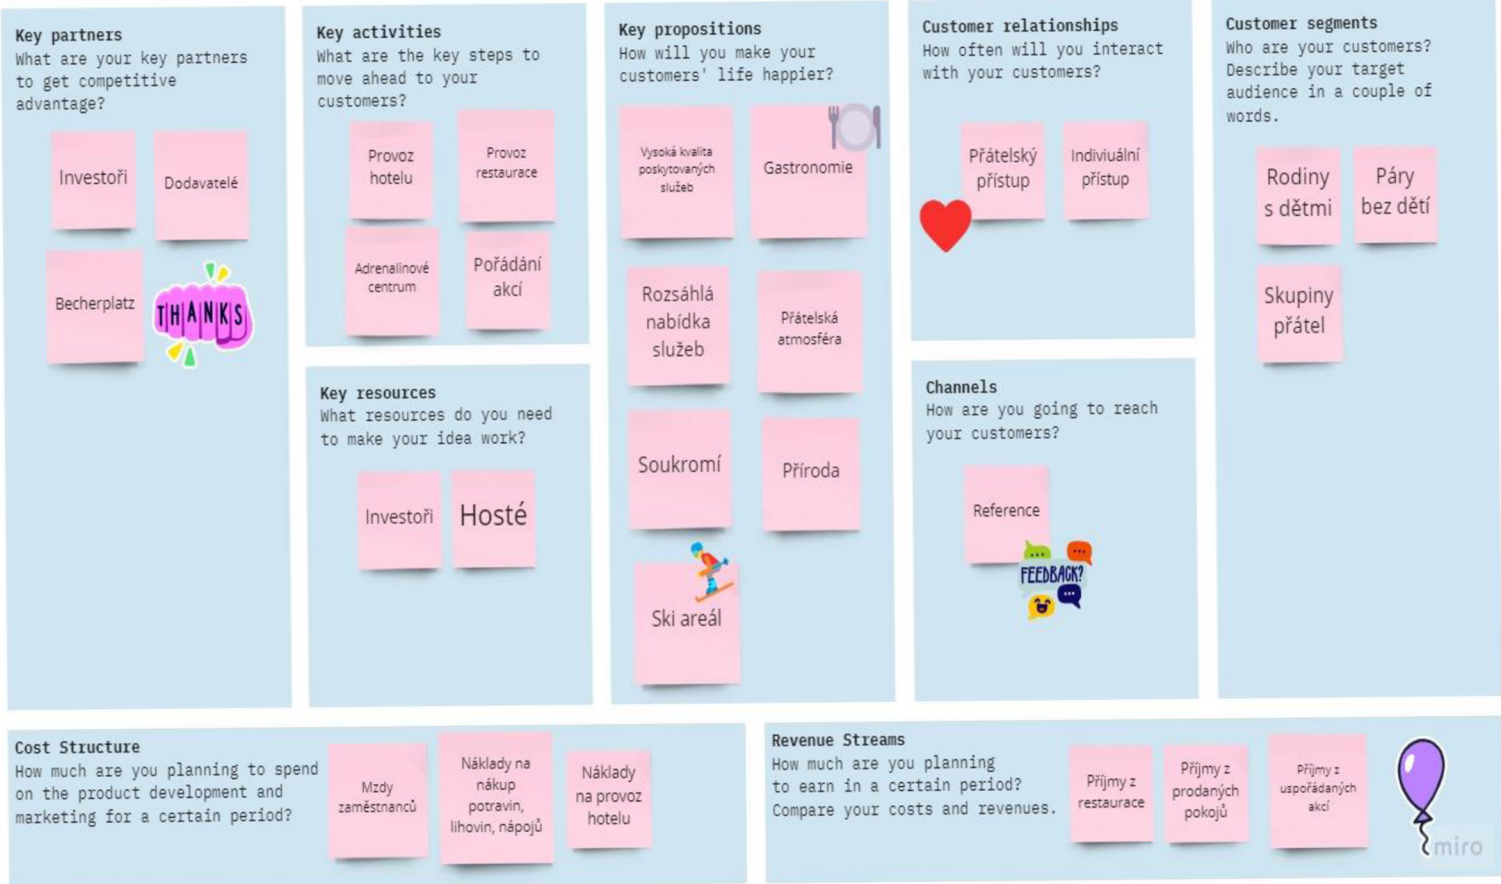 Key partners
What are your key partners
to get competitive
advantage?
Investoři
Dodavatelé
Becherplatz
THANKS
Key activities
What are the key steps to
move ahead to your
customers?
Provoz
hotelu
Provoz
restaurace
Adrenalinové
centrum
Pořádání
akcí
Key resources
What resources do you need
to make your idea work?
Investoři
Hosté
Key propositions
How will you make your
customers' life happier?
Vysoká kvalita
poskytovaných
služeb
Gastronomie
Rozsáhlá
nabídka
služeb
Přátelská
atmosféra
Soukromí
Příroda
Ski areál
Customer relationships
How often will you interact
with your customers?
Přátelský
přístup
Indiviuální
přístup
Channels
How are you going to reach
your customers?
Reference
FEEDBACK?
Customer segments
Who are your customers?
Describe your target
audience in a couple of
words.
Rodiny
s dětmi
Páry
bez dětí
Skupiny
přátel
Cost Structure
How much are you planning to spend
on the product development and
marketing for a certain period?
Mzdy
zaměstnanců
Náklady na
nákup
potravin,
lihovin, nápojů
Náklady
na provoz
hotelu
Revenue Streams
How much are you planning
to earn in a certain period?
Compare your costs and revenues.
Příjmy z
restaurace
Příjmy z
prodaných
pokojů
Příjmy z
uspořádaných
akcí
miro